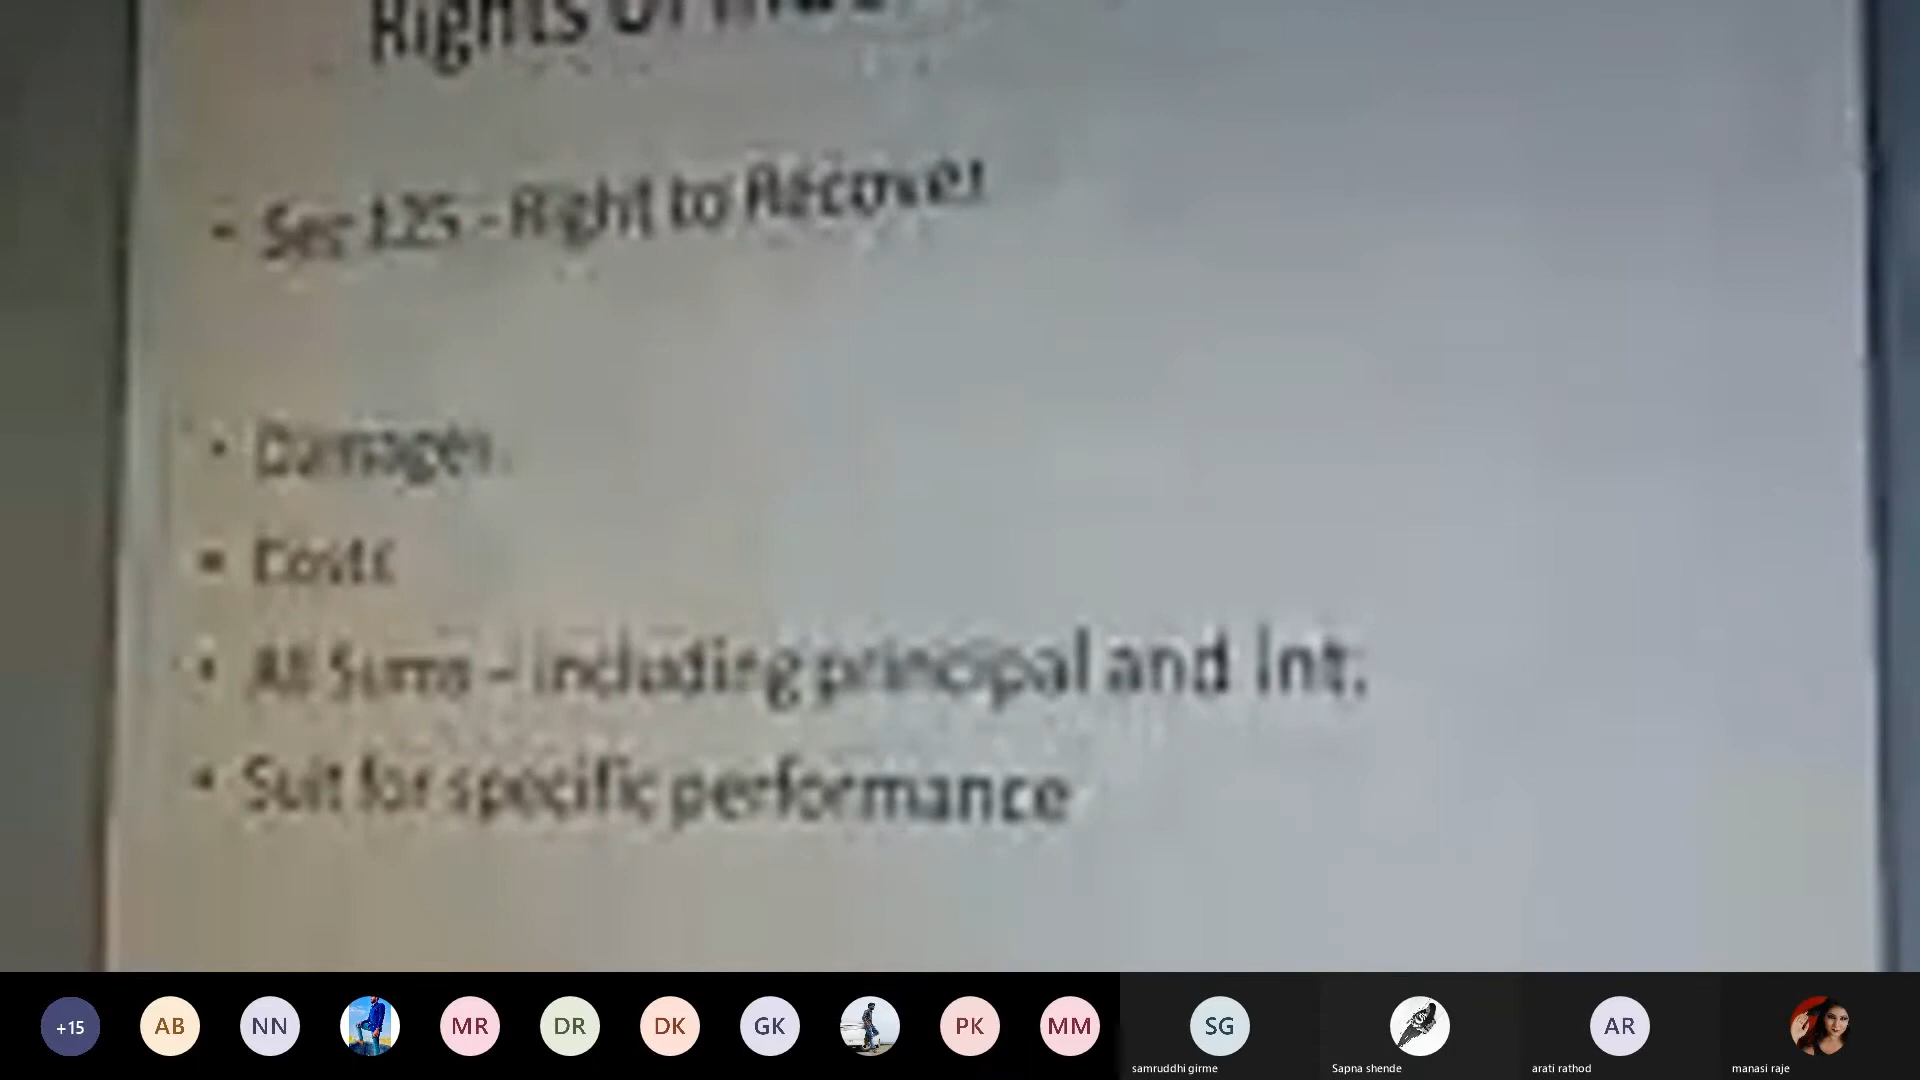 Rights Of
- Sec 125 - Right to Recover
• Damages
• Costs
• All Sums – including principal and Int.
• Suit for specific performance
+15
AB
NN
MR
DR
DK
GK
PK
MM
SG
AR
samruddhi girme
Sapna shende
arati rathod
manasi raje